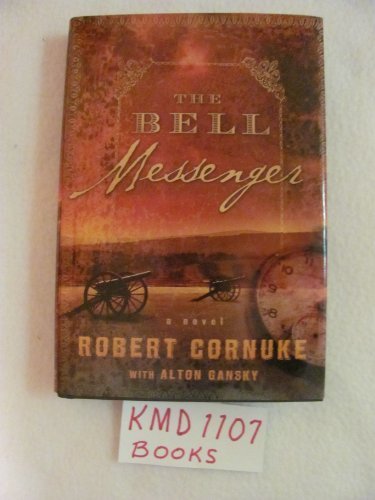 THE
BELL
Messenger
a novel
ROBERT CORNUKE
WITH ALTON GANSKY
KMD 1107
BOOKS